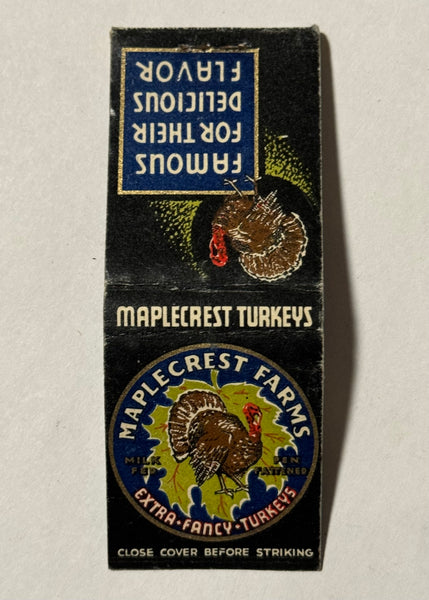 FAMOUS
FOR THEIR
DELICIOUS
FLAVOR
MAPLECREST TURKEYS
MAPLECREST FARMS
MILK FED
PEN FATTENED
EXTRA-FANCY-TURKEYS
CLOSE COVER BEFORE STRIKING